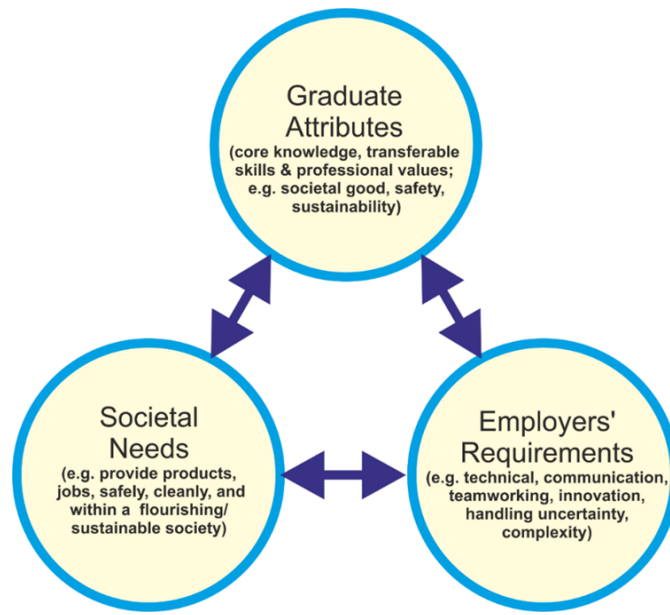 Graduate
Attributes
(core knowledge, transferable
skills & professional values;
e.g. societal good, safety,
sustainability)
Societal
Needs
(e.g. provide products,
jobs, safely, cleanly, and
within a flourishing/
sustainable society)
Employers'
Requirements
(e.g. technical, communication,
teamworking, innovation,
handling uncertainty,
complexity)